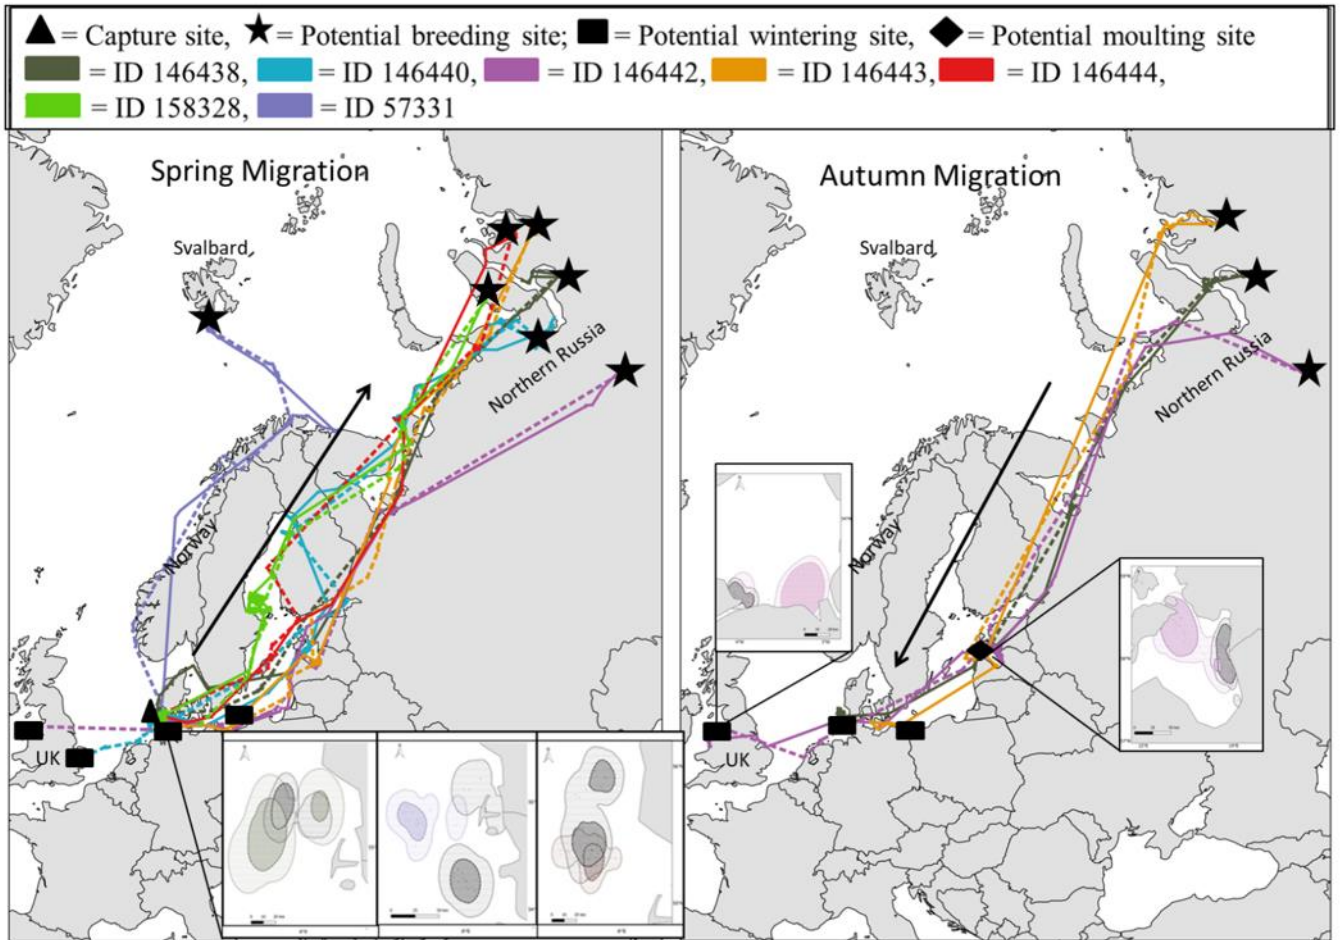 = Capture site, = Potential breeding site; = Potential wintering site, = Potential moulting site
= ID 146438, = ID 146440, = ID 146442, = ID 146443, = ID 146444,
= ID 158328, = ID 57331
Spring Migration
Svalbard
Northern Russia
Norway
UK
Autumn Migration
Svalbard
Northern Russia
Norway
UK